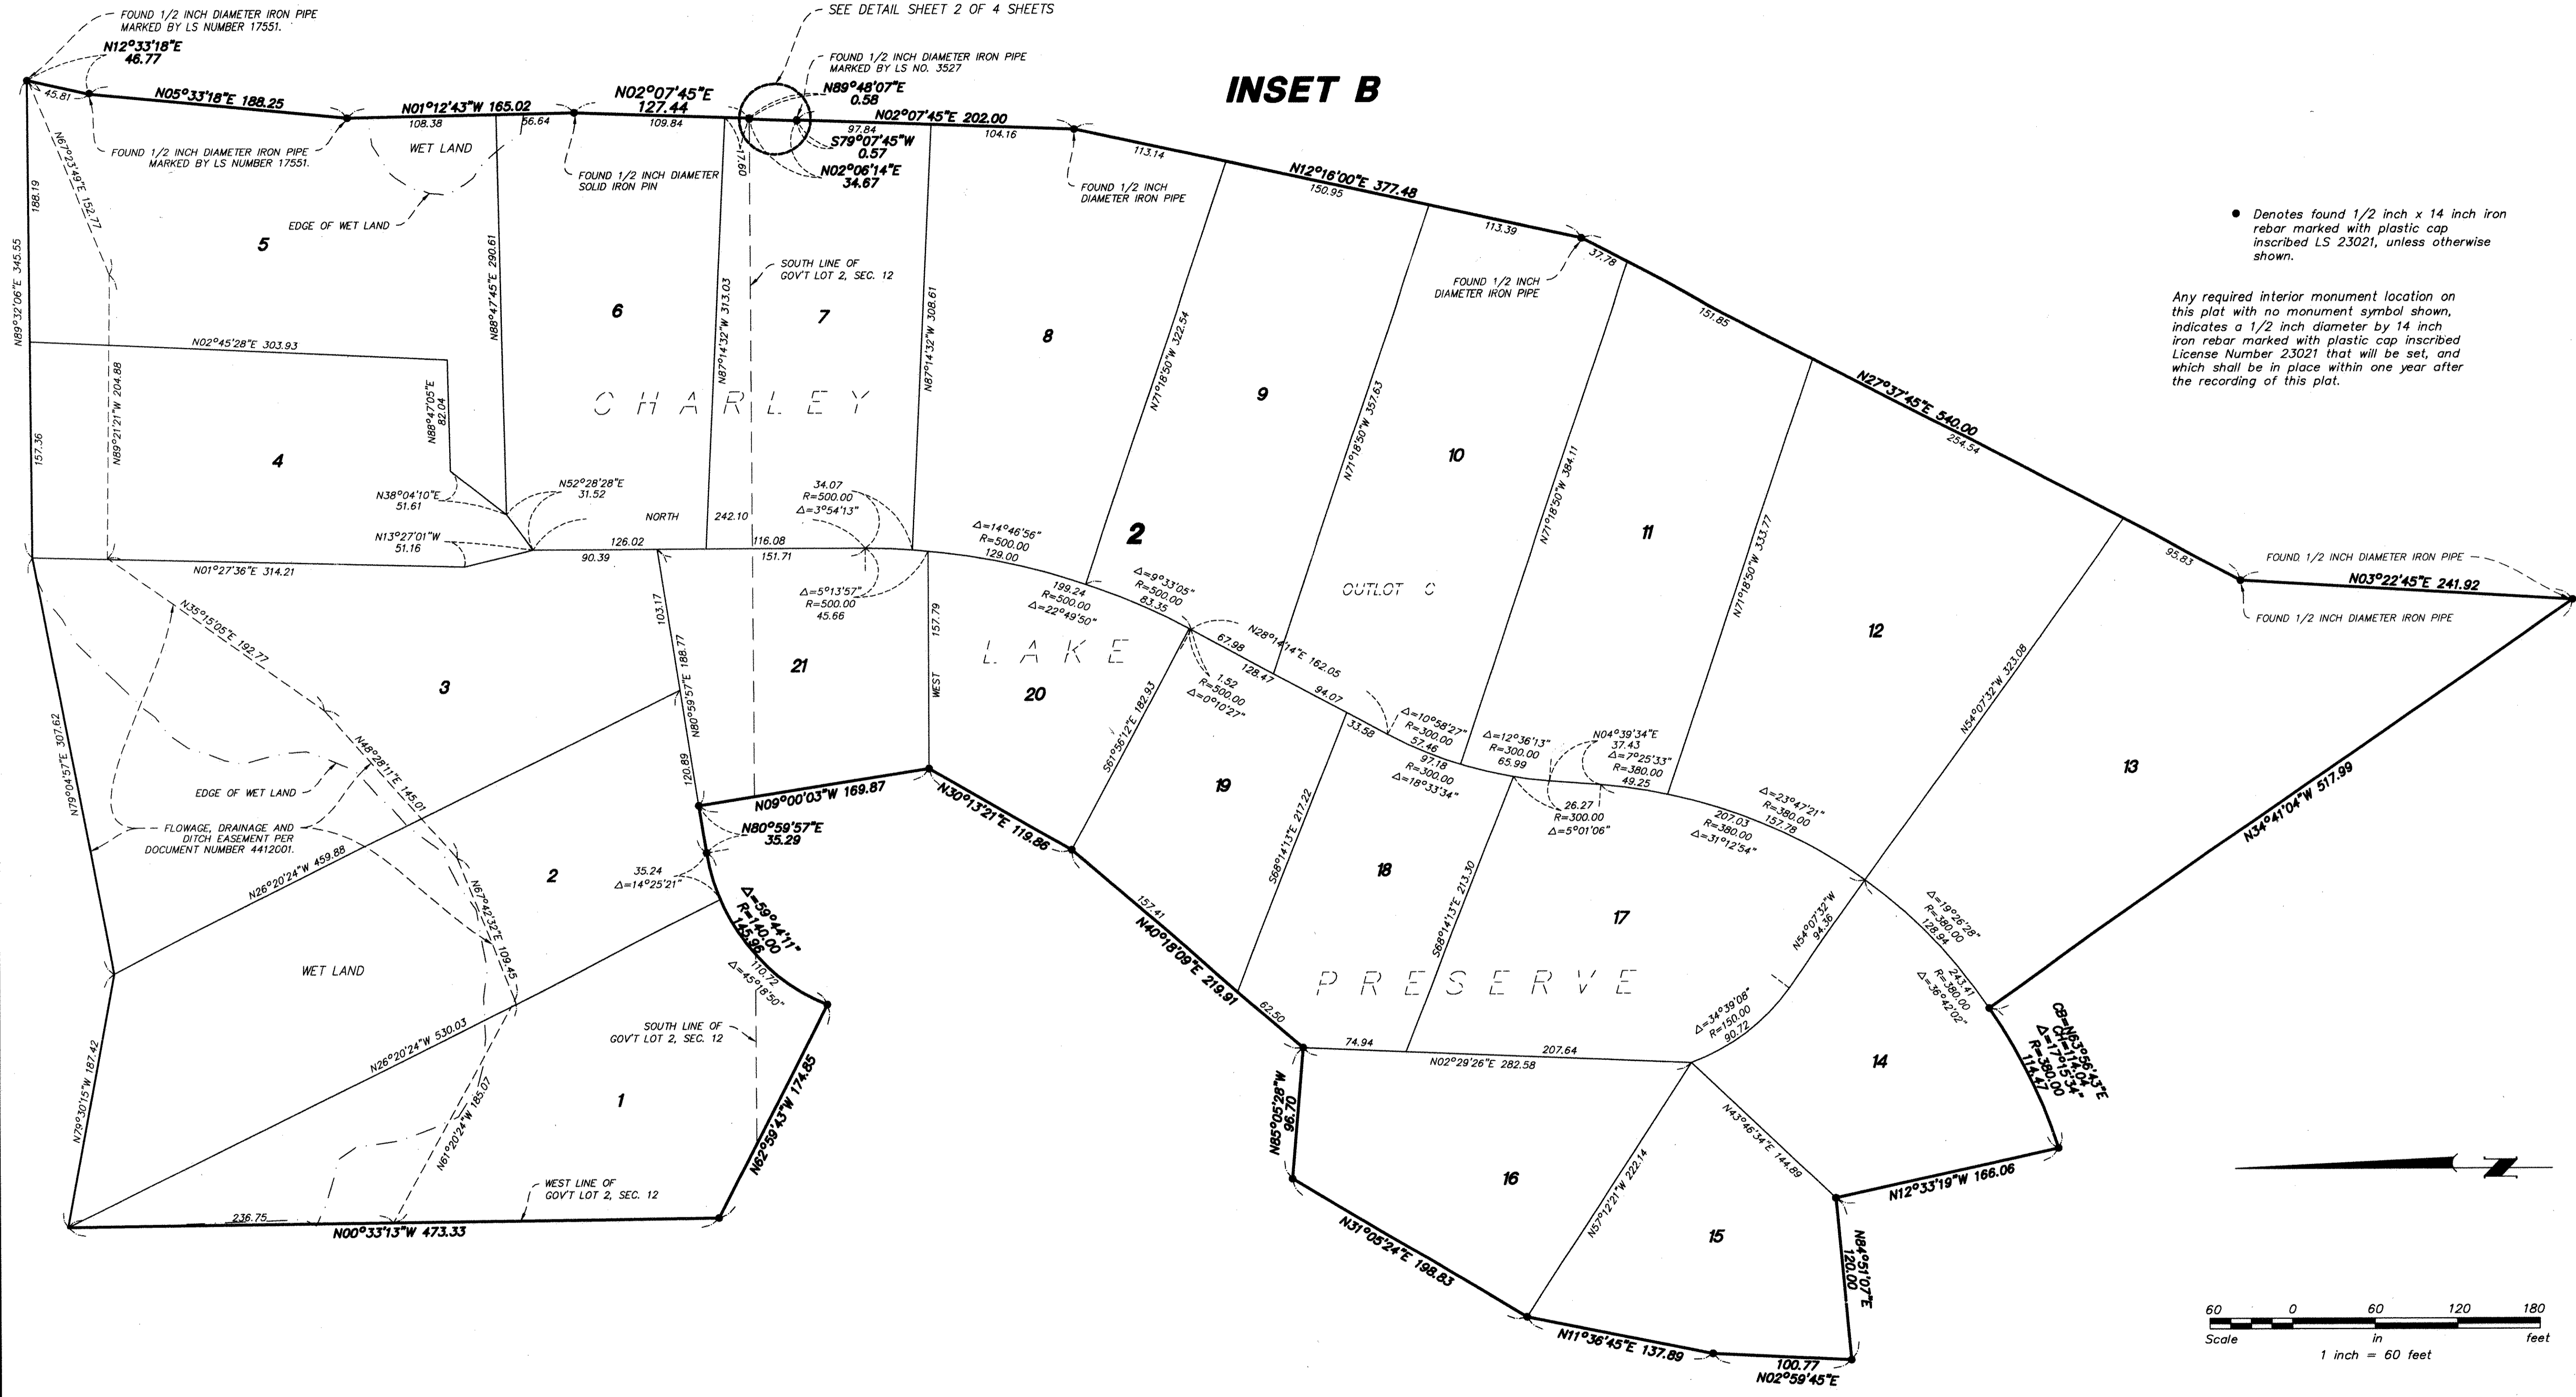 FOUND 1/2 INCH DIAMETER IRON PIPE
MARKED BY LS NUMBER 17551.
N12°33'18"E
46.77
SEE DETAIL SHEET 2 OF 4 SHEETS
FOUND 1/2 INCH DIAMETER IRON PIPE
MARKED BY LS NO. 3527
INSET B
45.81
N05°33'18"E 188.25
N01°12'43"W 165.02
108.38
56.64
N02°07'45"E
127.44
109.84
N89°48'07"E
0.58
N02°07'45"E 202.00
97.84
104.16
S79°07'45"W
0.57
N02°06'14"E
34.67
17.60
113.14
N12°16'00"E 377.48
150.95
113.39
37.78
FOUND 1/2 INCH DIAMETER IRON PIPE
MARKED BY LS NUMBER 17551.
WET LAND
EDGE OF WET LAND
FOUND 1/2 INCH DIAMETER
SOLID IRON PIN
FOUND 1/2 INCH
DIAMETER IRON PIPE
FOUND 1/2 INCH
DIAMETER IRON PIPE
● Denotes found 1/2 inch x 14 inch iron
rebar marked with plastic cap
inscribed LS 23021, unless otherwise
shown.
Any required interior monument location on
this plat with no monument symbol shown,
indicates a 1/2 inch diameter by 14 inch
iron rebar marked with plastic cap inscribed
License Number 23021 that will be set, and
which shall be in place within one year after
the recording of this plat.
N67°23'49"E 152.77
188.19
N89°32'06"E 345.55
157.36
5
N88°47'45"E 290.61
6
N87°14'32"W 313.03
SOUTH LINE OF
GOV'T LOT 2, SEC. 12
7
N87°14'32"W 308.61
8
N71°18'50"W 322.54
9
N71°18'50"W 357.63
10
N71°18'50"W 384.11
11
N71°18'50"W 333.77
151.85
N27°37'45"E 540.00
254.54
95.83
N02°45'28"E 303.93
N89°21'21"W 204.88
N88°47'05"E
82.04
CHARLEY
4
N38°04'10"E
51.61
N52°28'28"E
31.52
N13°27'01"W
51.16
NORTH 242.10
34.07
R=500.00
Δ=3°54'13"
126.02
116.08
90.39
151.71
N01°27'36"E 314.21
Δ=14°46'56"
R=500.00
129.00
2
Δ=9°33'05"
R=500.00
83.35
199.24
R=500.00
Δ=22°49'50"
Δ=5°13'57"
R=500.00
45.66
OUTLOT C
FOUND 1/2 INCH DIAMETER IRON PIPE
N03°22'45"E 241.92
FOUND 1/2 INCH DIAMETER IRON PIPE
N35°15'05"E 192.77
103.17
N80°59'57"E 188.77
120.89
3
21
157.79
WEST
LAKE
20
S61°56'12"E 182.93
N28°14'14"E 162.05
67.98
128.47
94.07
1.52
R=500.00
Δ=0°10'27"
33.58
Δ=10°58'27"
R=300.00
57.46
97.18
R=300.00
Δ=18°33'34"
Δ=12°36'13"
R=300.00
65.99
N04°39'34"E
37.43
Δ=7°25'33"
R=380.00
49.25
26.27
R=300.00
Δ=5°01'06"
12
N54°07'32"W 323.08
13
N34°41'04"W 517.99
Δ=23°47'21"
R=380.00
157.78
207.03
R=380.00
Δ=31°12'54"
N79°04'57"E 307.62
N48°28'11"E 145.01
EDGE OF WET LAND
FLOWAGE, DRAINAGE AND
DITCH EASEMENT PER
DOCUMENT NUMBER 4412001.
N26°20'24"W 459.88
N09°00'03"W 169.87
N80°59'57"E
35.29
35.24
Δ=14°25'21"
N30°13'21"E 119.86
19
S68°14'13"E 217.22
18
S68°14'13"E 213.30
17
N54°07'32"W
94.36
Δ=19°26'28"
R=380.00
128.94
243.41
R=380.00
Δ=36°42'02"
2
Δ=59°44'11"
R=140.00
145.96
110.72
Δ=45°18'50"
N67°42'32"E 109.45
WET LAND
157.41
N40°18'09"E 219.91
62.50
PRESERVE
Δ=34°39'08"
R=150.00
90.72
CB=N63°56'43"E
CH=114.04
Δ=17°15'34"
R=380.00
114.47
N26°20'24"W 530.03
SOUTH LINE OF
GOV'T LOT 2, SEC. 12
74.94
207.64
N02°29'26"E 282.58
N79°30'15"W 187.42
N61°20'24"W 185.07
1
N62°59'43"W 174.85
N85°05'28"W
96.70
14
N43°46'34"E 144.89
16
N57°12'21"W 222.14
15
N12°33'19"W 166.06
WEST LINE OF
GOV'T LOT 2, SEC. 12
236.75
N00°33'13"W 473.33
N31°05'24"E 198.83
N84°51'07"E
120.00
N11°36'45"E 137.89
100.77
N02°59'45"E
N
60 0 60 120 180
Scale in feet
1 inch = 60 feet